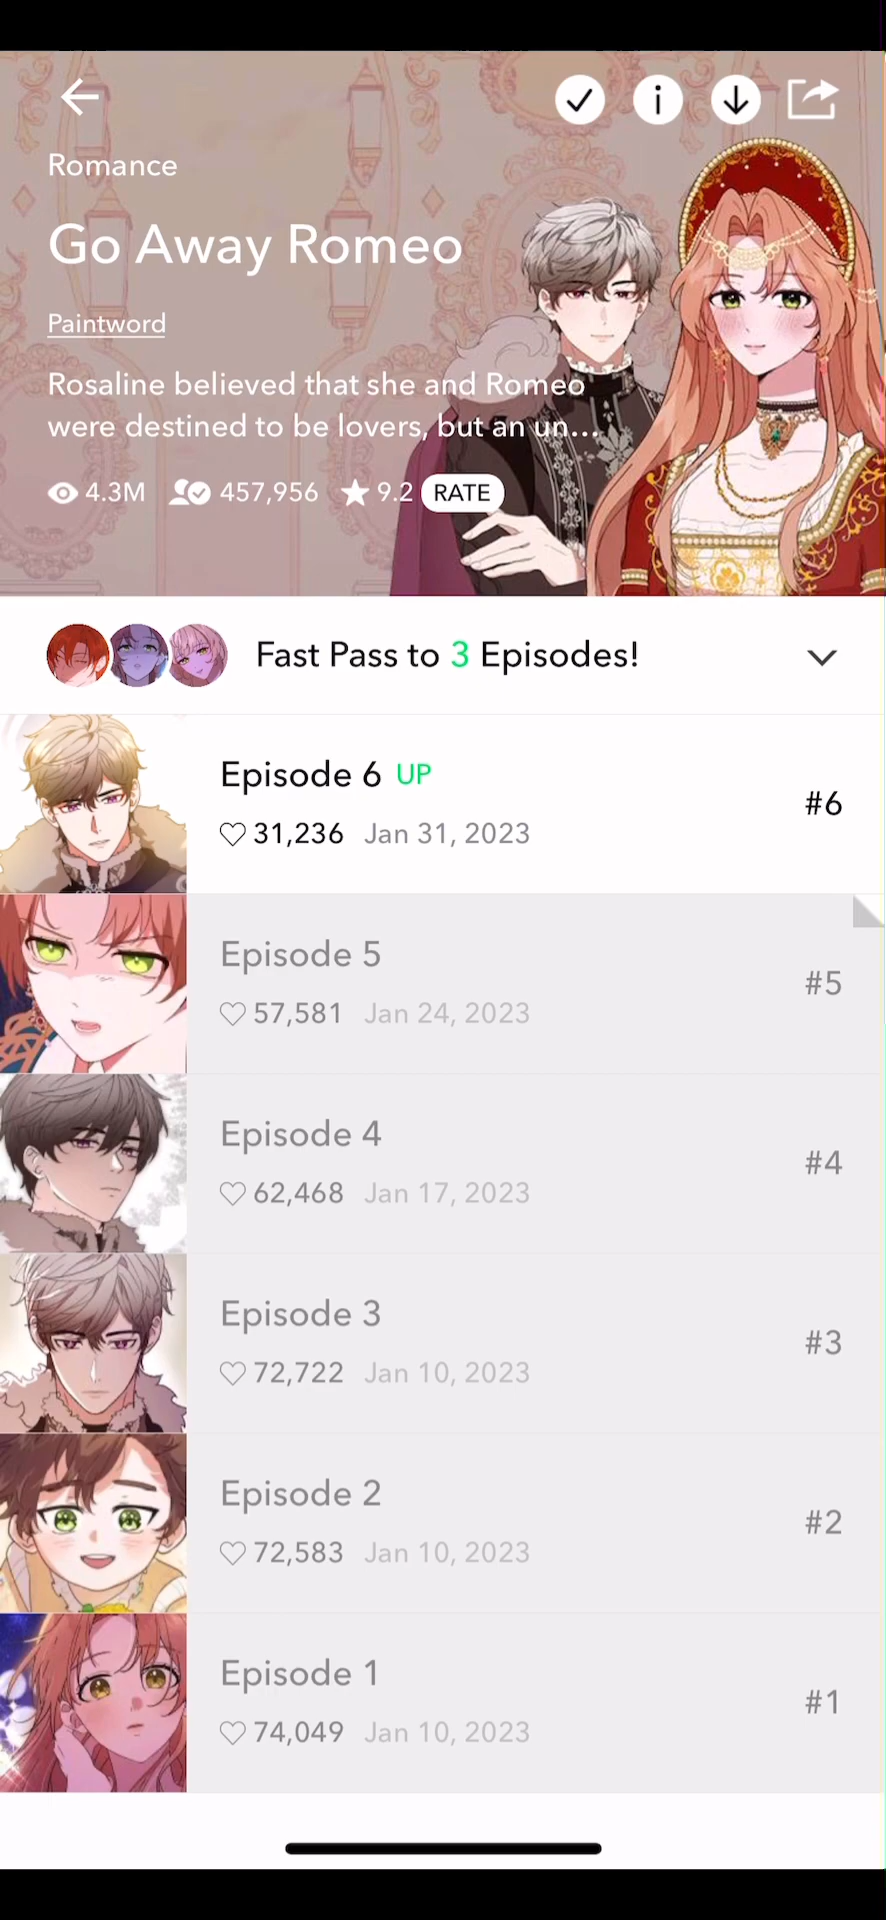 Romance
Go Away Romeo
Paintword
Rosaline believed that she and Romeo
were destined to be lovers, but an un...
4.3M 457,956 9.2 RATE
Fast Pass to 3 Episodes!
Episode 6 UP
31,236 Jan 31, 2023
#6
Episode 5
57,581 Jan 24, 2023
#5
Episode 4
62,468 Jan 17, 2023
#4
Episode 3
72,722 Jan 10, 2023
#3
Episode 2
72,583 Jan 10, 2023
#2
Episode 1
74,049 Jan 10, 2023
#1